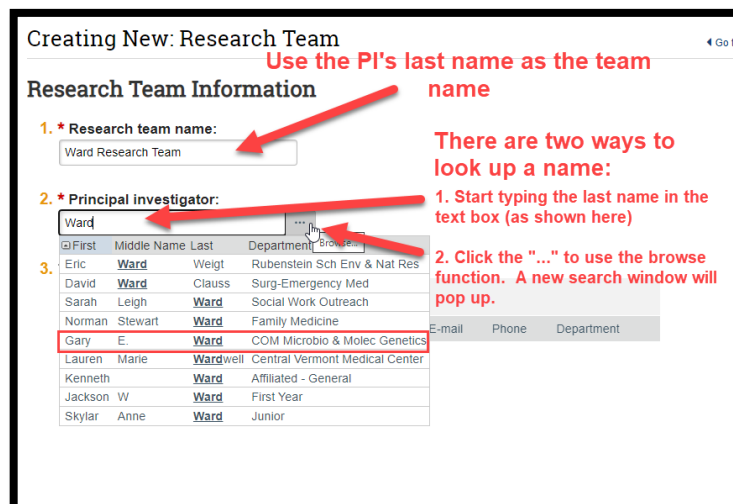 Creating New: Research Team
Go t
Use the PI's last name as the team
name
Research Team Information
1. * Research team name:
Ward Research Team
There are two ways to
look up a name:
1. Start typing the last name in the
text box (as shown here)
2. Click the "..." to use the browse
function. A new search window will
pop up.
2. * Principal investigator:
Ward
...
Browse...
First Middle Name Last Department
Eric Ward Weigt Rubenstein Sch Env & Nat Res
David Ward Clauss Surg-Emergency Med
Sarah Leigh Ward Social Work Outreach
Norman Stewart Ward Family Medicine
Gary E. Ward COM Microbio & Molec Genetics
Lauren Marie Wardwell Central Vermont Medical Center
Kenneth Ward Affiliated - General
Jackson W Ward First Year
Skylar Anne Ward Junior
3.
E-mail Phone Department